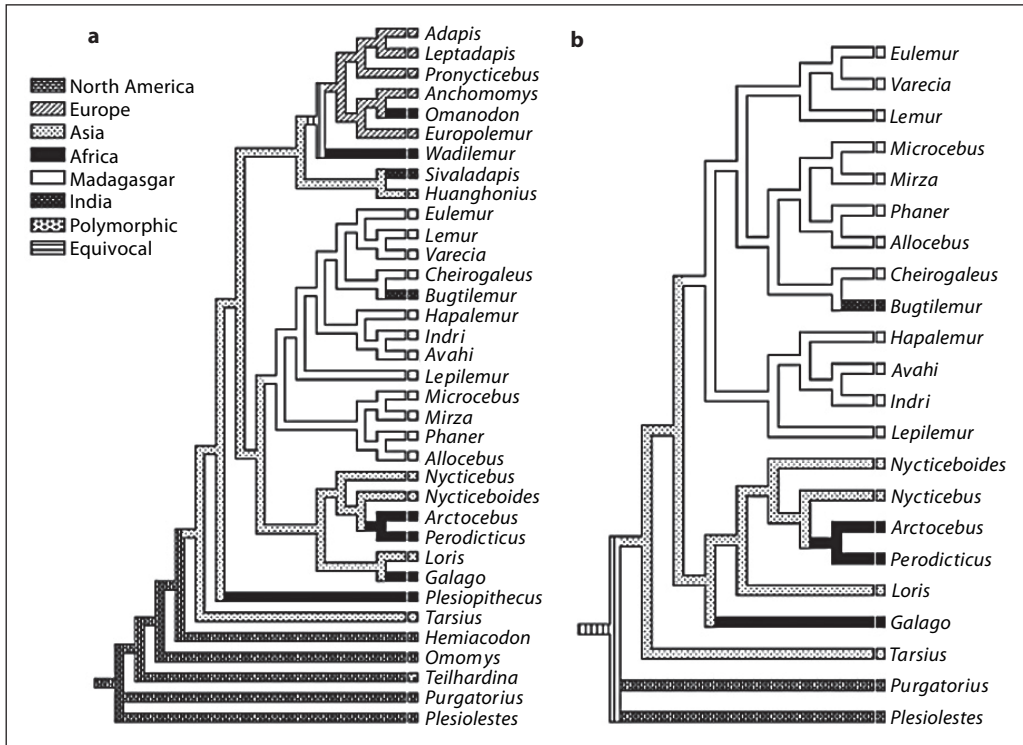 a
North America
Europe
Asia
Africa
Madagasgar
India
Polymorphic
Equivocal
Adapis
Leptadapis
Pronycticebus
Anchomomys
Omanodon
Europolemur
Wadilemur
Sivaladapis
Huanghonius
Eulemur
Lemur
Varecia
Cheirogaleus
Bugtilemur
Hapalemur
Indri
Avahi
Lepilemur
Microcebus
Mirza
Phaner
Allocebus
Nycticebus
Nycticeboides
Arctocebus
Perodicticus
Loris
Galago
Plesiopithecus
Tarsius
Hemiacodon
Omomys
Teilhardina
Purgatorius
Plesiolestes
b
Eulemur
Varecia
Lemur
Microcebus
Mirza
Phaner
Allocebus
Cheirogaleus
Bugtilemur
Hapalemur
Avahi
Indri
Lepilemur
Nycticeboides
Nycticebus
Arctocebus
Perodicticus
Loris
Galago
Tarsius
Purgatorius
Plesiolestes